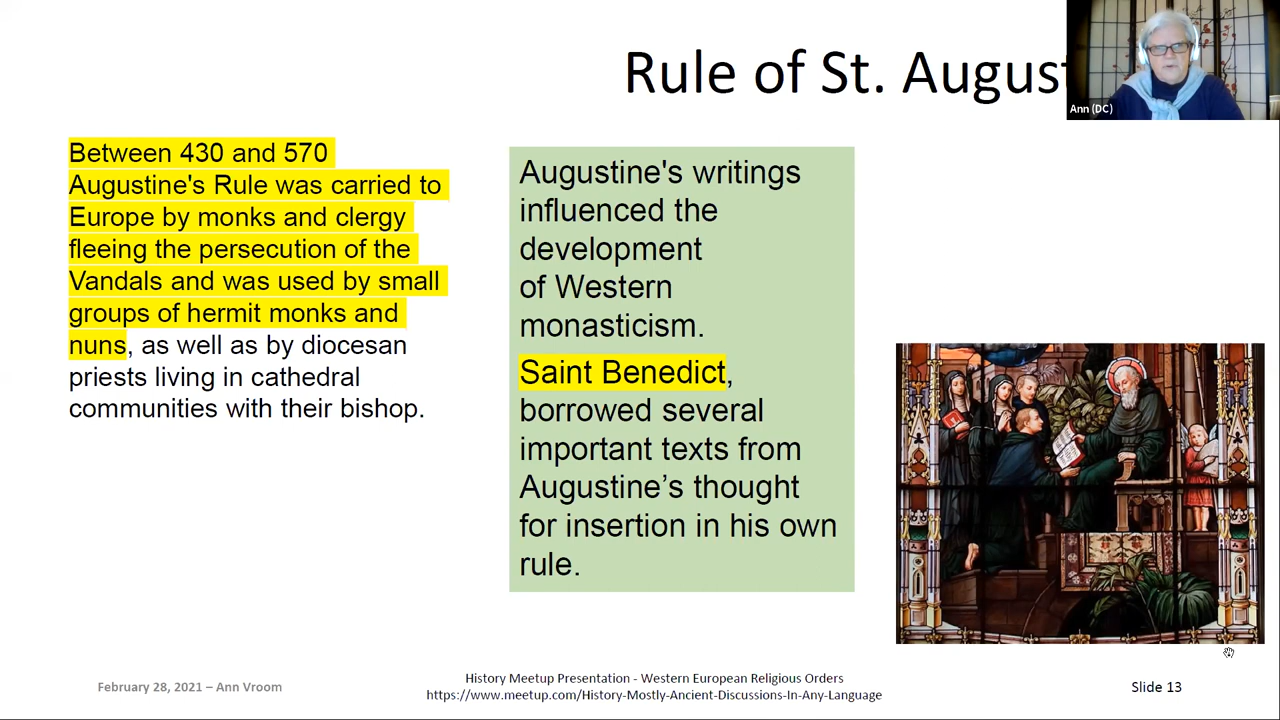 Rule of St. August
Ann (DC)
Between 430 and 570
Augustine's Rule was carried to
Europe by monks and clergy
fleeing the persecution of the
Vandals and was used by small
groups of hermit monks and
nuns, as well as by diocesan
priests living in cathedral
communities with their bishop.
Augustine's writings
influenced the
development
of Western
monasticism.
Saint Benedict,
borrowed several
important texts from
Augustine’s thought
for insertion in his own
rule.
February 28, 2021 – Ann Vroom
History Meetup Presentation - Western European Religious Orders
https://www.meetup.com/History-Mostly-Ancient-Discussions-In-Any-Language
Slide 13